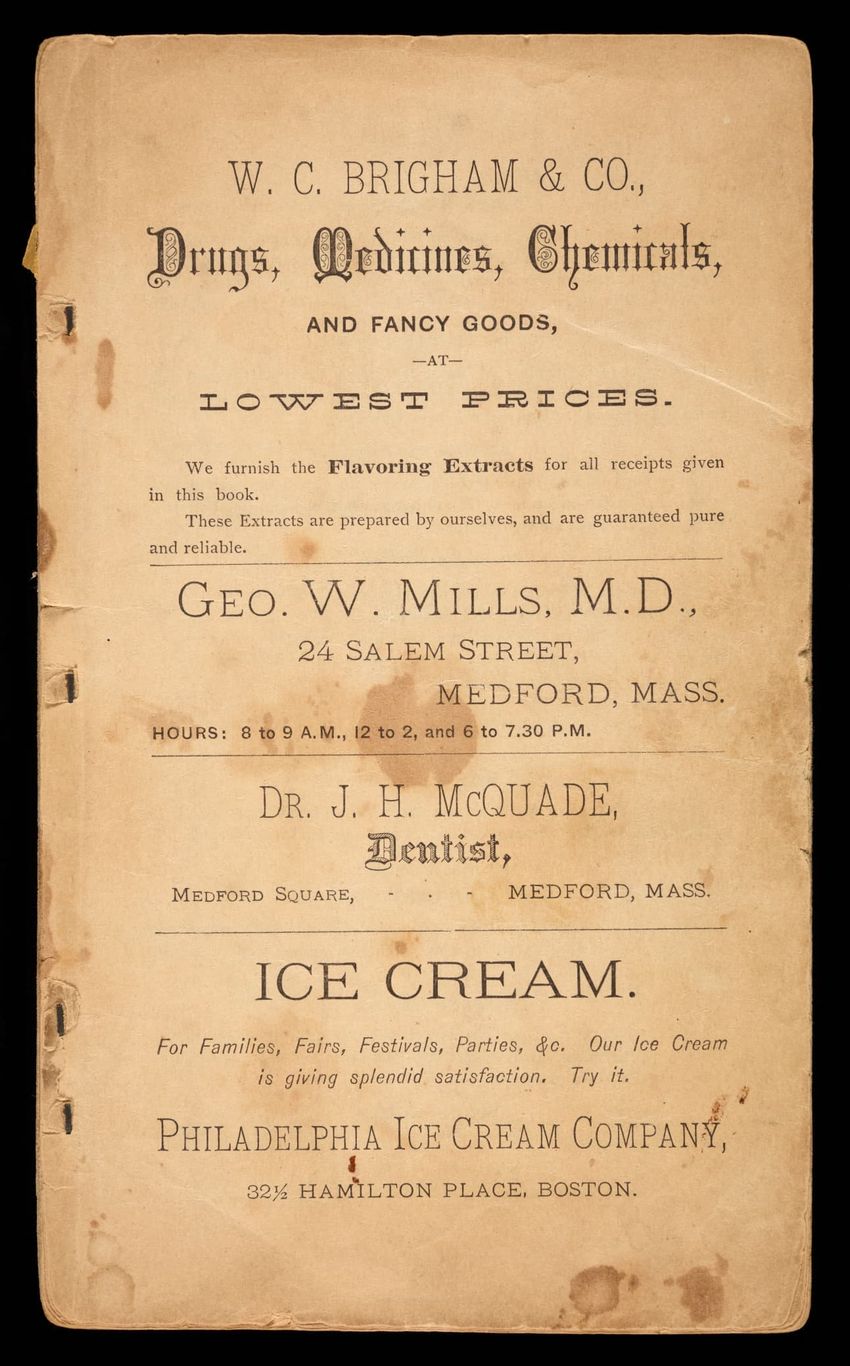 W. C. BRIGHAM & CO.,
Drugs, Medicines, Chemicals,
AND FANCY GOODS,
—AT—
LOWEST PRICES.
We furnish the Flavoring Extracts for all receipts given
in this book.
These Extracts are prepared by ourselves, and are guaranteed pure
and reliable.
GEO. W. MILLS, M.D.,
24 SALEM STREET,
MEDFORD, MASS.
HOURS: 8 to 9 A.M., 12 to 2, and 6 to 7.30 P.M.
DR. J. H. MCQUADE,
Dentist,
MEDFORD SQUARE, - . - MEDFORD, MASS.
ICE CREAM.
For Families, Fairs, Festivals, Parties, &c. Our Ice Cream
is giving splendid satisfaction. Try it.
PHILADELPHIA ICE CREAM COMPANY,
32½ HAMILTON PLACE, BOSTON.